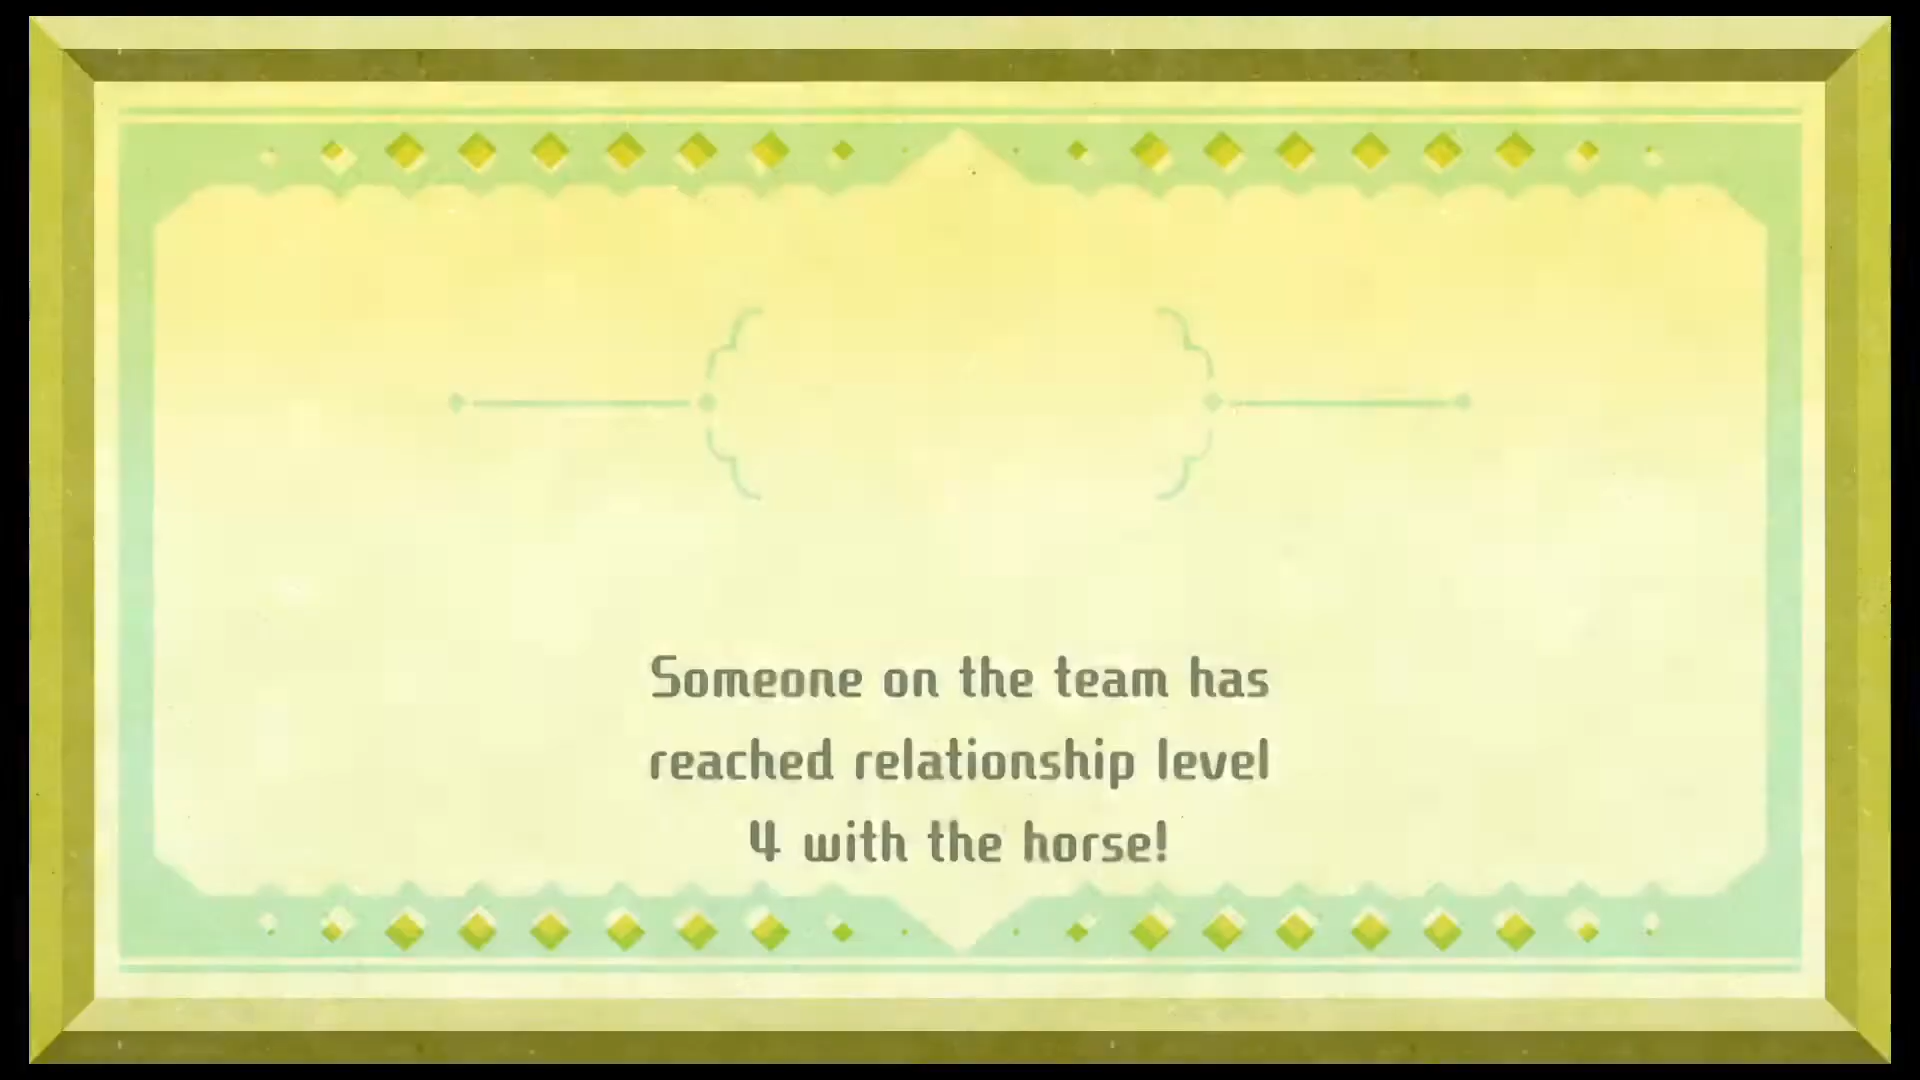 Someone on the team has
reached relationship level
4 with the horse!